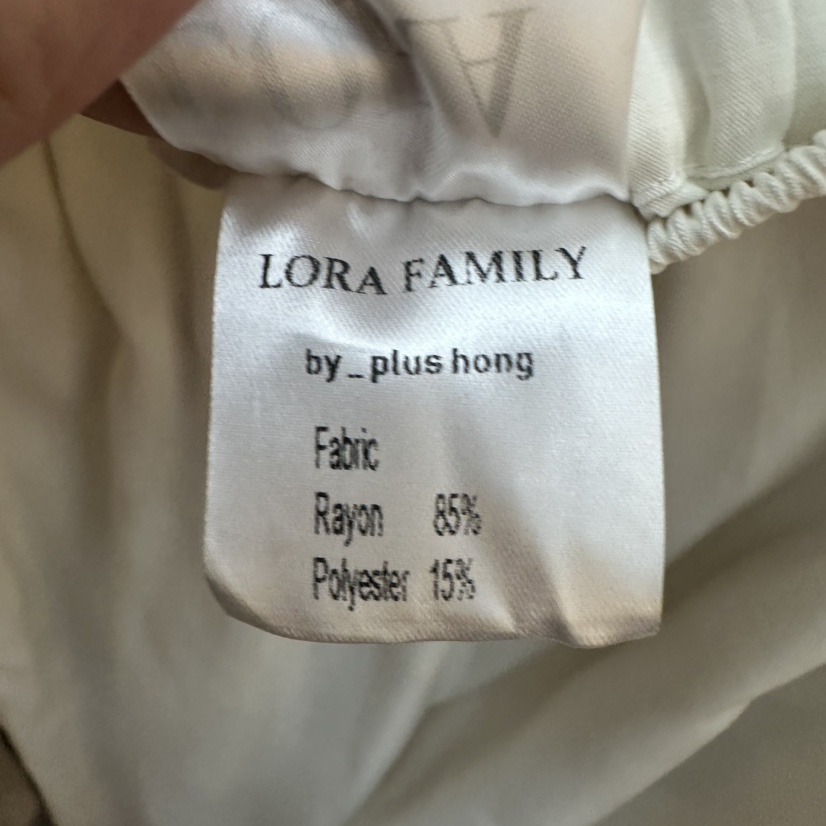 LORA FAMILY
by_plus hong
Fabric
Rayon 85%
Polyester 15%